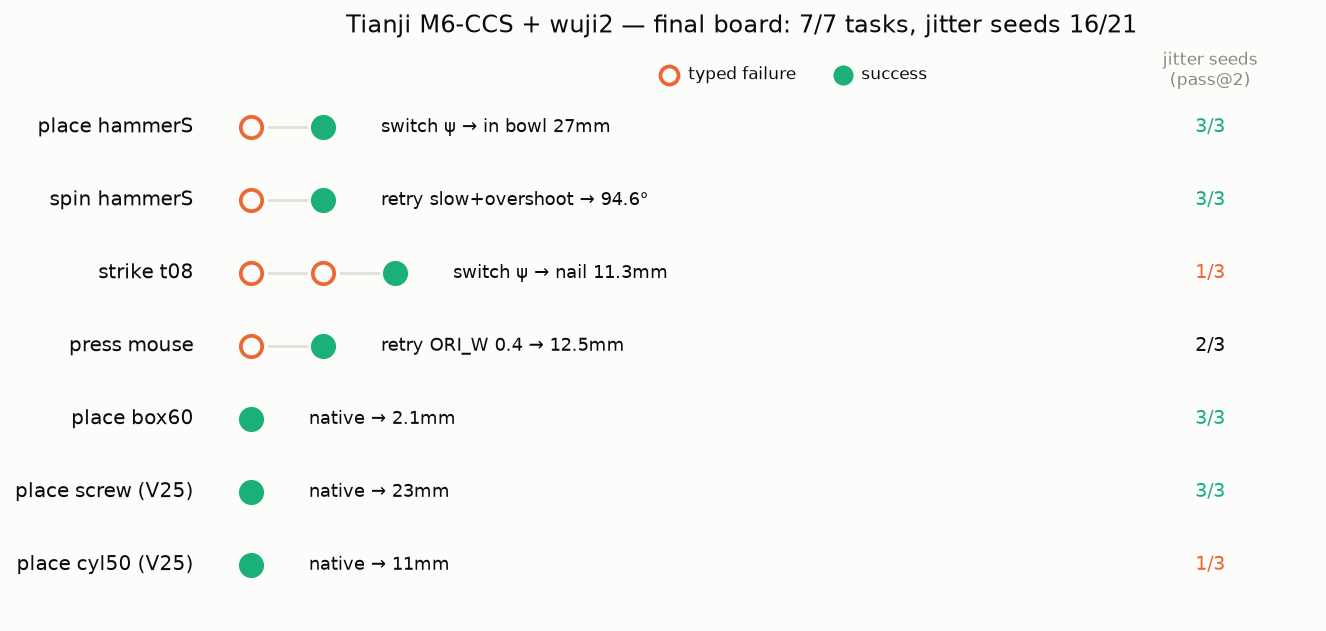 Tianji M6-CCS + wuji2 — final board: 7/7 tasks, jitter seeds 16/21
typed failure success
jitter seeds
(pass@2)
place hammerS switch ψ → in bowl 27mm 3/3
spin hammerS retry slow+overshoot → 94.6° 3/3
strike t08 switch ψ → nail 11.3mm 1/3
press mouse retry ORI_W 0.4 → 12.5mm 2/3
place box60 native → 2.1mm 3/3
place screw (V25) native → 23mm 3/3
place cyl50 (V25) native → 11mm 1/3